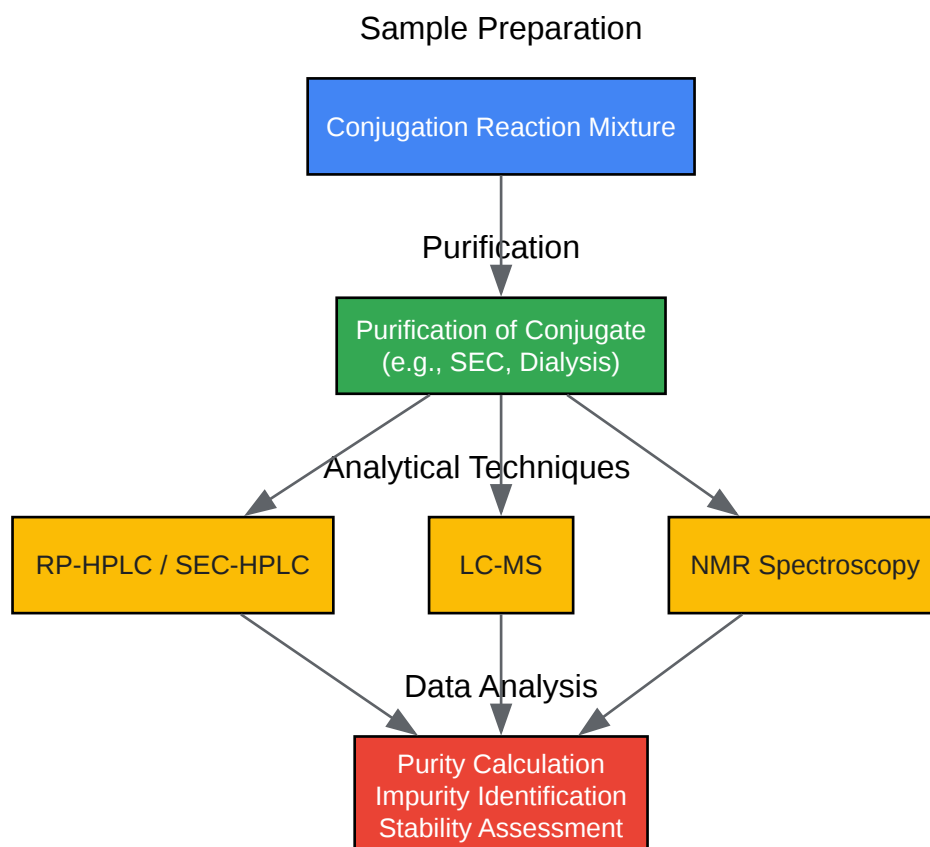 Sample Preparation
Conjugation Reaction Mixture
Purification
Purification of Conjugate
(e.g., SEC, Dialysis)
Analytical Techniques
RP-HPLC / SEC-HPLC
LC-MS
NMR Spectroscopy
Data Analysis
Purity Calculation
Impurity Identification
Stability Assessment